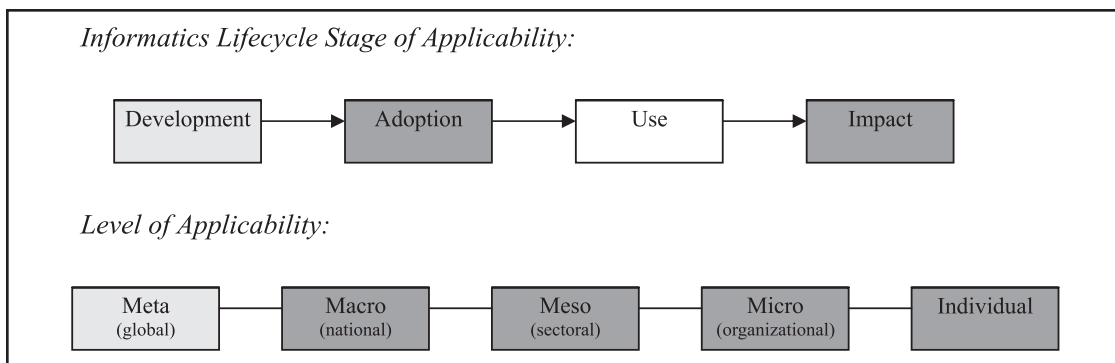 Informatics Lifecycle Stage of Applicability:
Development
Adoption
Use
Impact
Level of Applicability:
Meta
(global)
Macro
(national)
Meso
(sectoral)
Micro
(organizational)
Individual